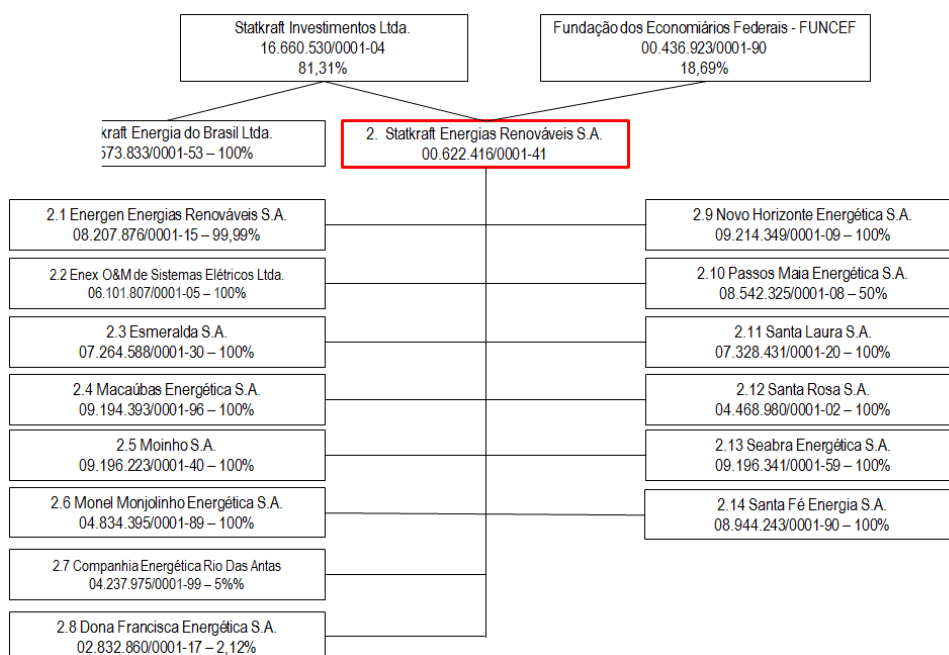 Statkraft Investimentos Ltda.
16.660.530/0001-04
81,31%
Fundação dos Economiários Federais - FUNCEF
00.436.923/0001-90
18,69%
kraft Energia do Brasil Ltda.
573.833/0001-53 – 100%
2. Statkraft Energias Renováveis S.A.
00.622.416/0001-41
2.1 Energen Energias Renováveis S.A.
08.207.876/0001-15 – 99,99%
2.2 Enex O&M de Sistemas Elétricos Ltda.
06.101.807/0001-05 – 100%
2.3 Esmeralda S.A.
07.264.588/0001-30 – 100%
2.4 Macaúbas Energética S.A.
09.194.393/0001-96 – 100%
2.5 Moinho S.A.
09.196.223/0001-40 – 100%
2.6 Monel Monjolinho Energética S.A.
04.834.395/0001-89 – 100%
2.7 Companhia Energética Rio Das Antas
04.237.975/0001-99 – 5%%
2.8 Dona Francisca Energética S.A.
02.832.860/0001-17 – 2,12%
2.9 Novo Horizonte Energética S.A.
09.214.349/0001-09 – 100%
2.10 Passos Maia Energética S.A.
08.542.325/0001-08 – 50%
2.11 Santa Laura S.A.
07.328.431/0001-20 – 100%
2.12 Santa Rosa S.A.
04.468.980/0001-02 – 100%
2.13 Seabra Energética S.A.
09.196.341/0001-59 – 100%
2.14 Santa Fé Energia S.A.
08.944.243/0001-90 – 100%